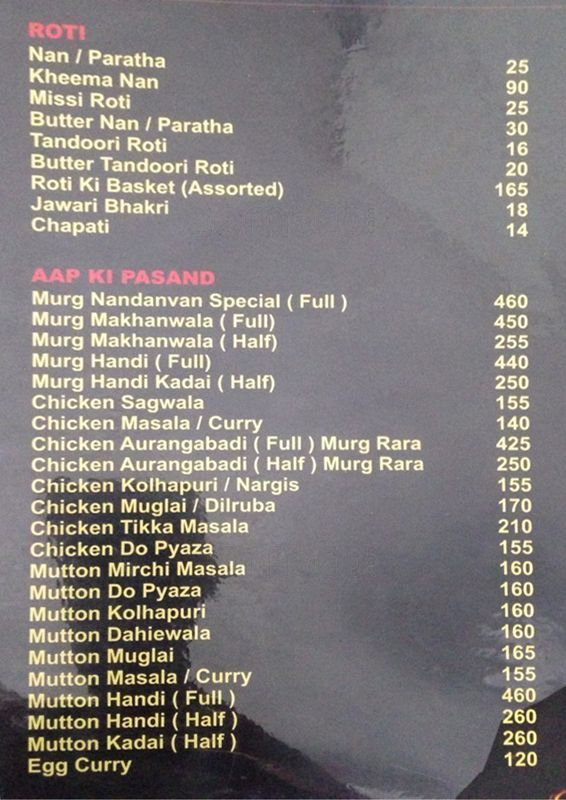 ROTI
Nan / Paratha 25
Kheema Nan 90
Missi Roti 25
Butter Nan / Paratha 30
Tandoori Roti 16
Butter Tandoori Roti 20
Roti Ki Basket (Assorted) 165
Jawari Bhakri 18
Chapati 14
AAP KI PASAND
Murg Nandanvan Special ( Full ) 460
Murg Makhanwala ( Full) 450
Murg Makhanwala ( Half) 255
Murg Handi ( Full) 440
Murg Handi Kadai ( Half) 250
Chicken Sagwala 155
Chicken Masala / Curry 140
Chicken Aurangabadi ( Full ) Murg Rara 425
Chicken Aurangabadi ( Half ) Murg Rara 250
Chicken Kolhapuri / Nargis 155
Chicken Muglai / Dilruba 170
Chicken Tikka Masala 210
Chicken Do Pyaza 155
Mutton Mirchi Masala 160
Mutton Do Pyaza 160
Mutton Kolhapuri 160
Mutton Dahiewala 160
Mutton Muglai 165
Mutton Masala / Curry 155
Mutton Handi ( Full ) 460
Mutton Handi ( Half ) 260
Mutton Kadai ( Half ) 260
Egg Curry 120